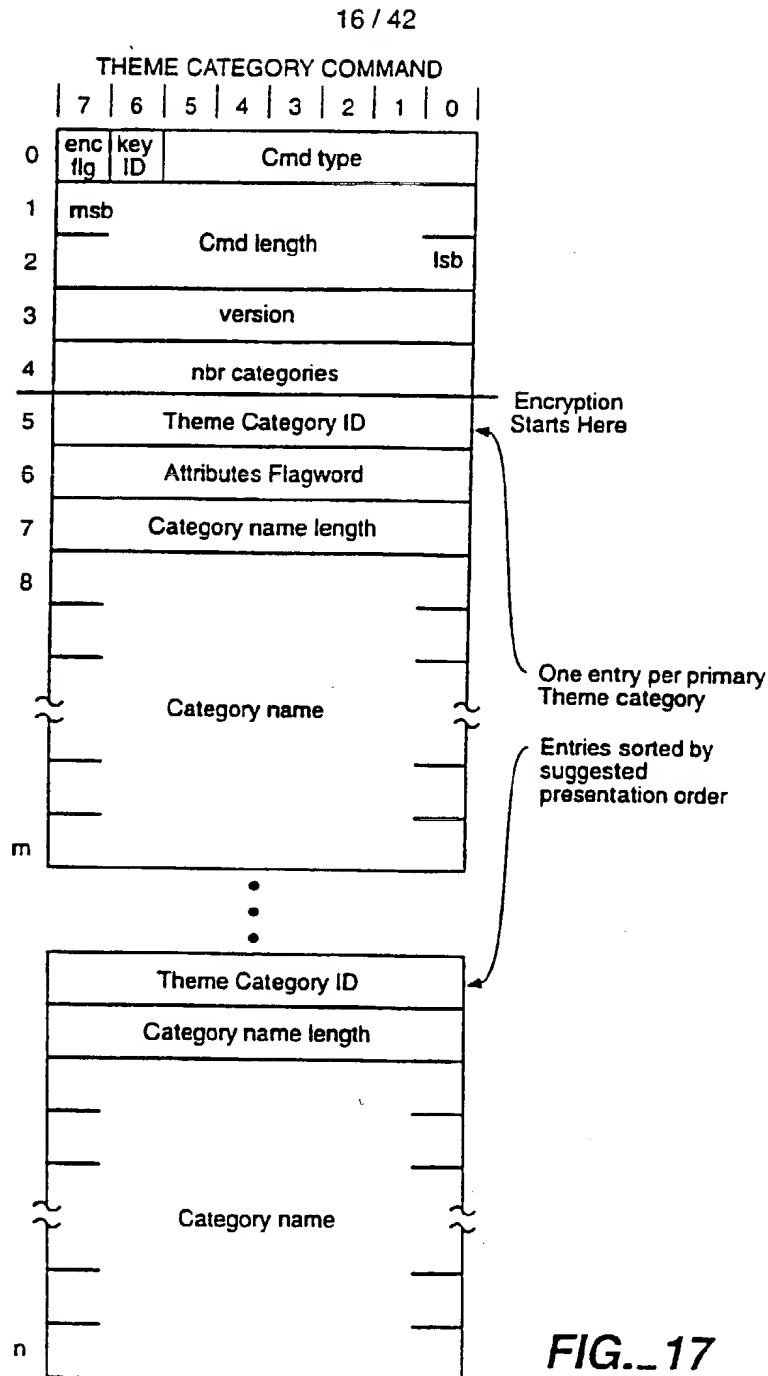 16 / 42
THEME CATEGORY COMMAND
7 6 5 4 3 2 1 0
0 enc flg key ID Cmd type
1 msb
Cmd length
2 lsb
3 version
4 nbr categories
Encryption
Starts Here
5 Theme Category ID
6 Attributes Flagword
7 Category name length
8
One entry per primary
Theme category
Category name
Entries sorted by
suggested
presentation order
m
Theme Category ID
Category name length
Category name
n
FIG._17